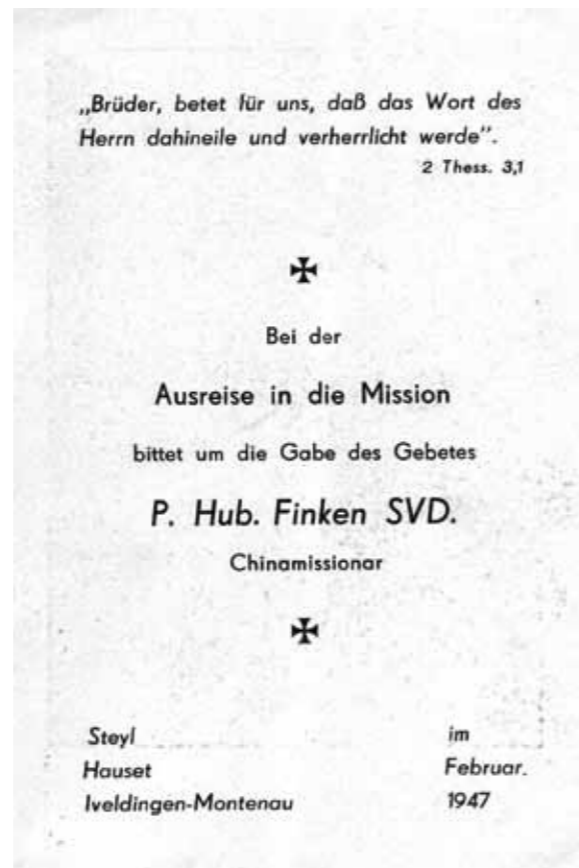 „Brüder, betet für uns, daß das Wort des
Herrn dahineile und verherrlicht werde”.
2 Thess. 3,1
Bei der
Ausreise in die Mission
bittet um die Gabe des Gebetes
P. Hub. Finken SVD.
Chinamissionar
Steyl im
Hauset Februar.
Iveldingen-Montenau 1947